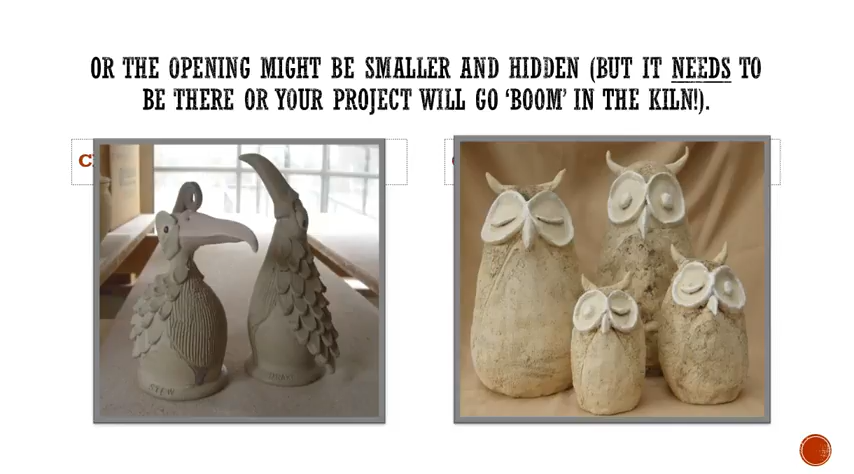 OR THE OPENING MIGHT BE SMALLER AND HIDDEN (BUT IT NEEDS TO
BE THERE OR YOUR PROJECT WILL GO ‘BOOM’ IN THE KILN!).